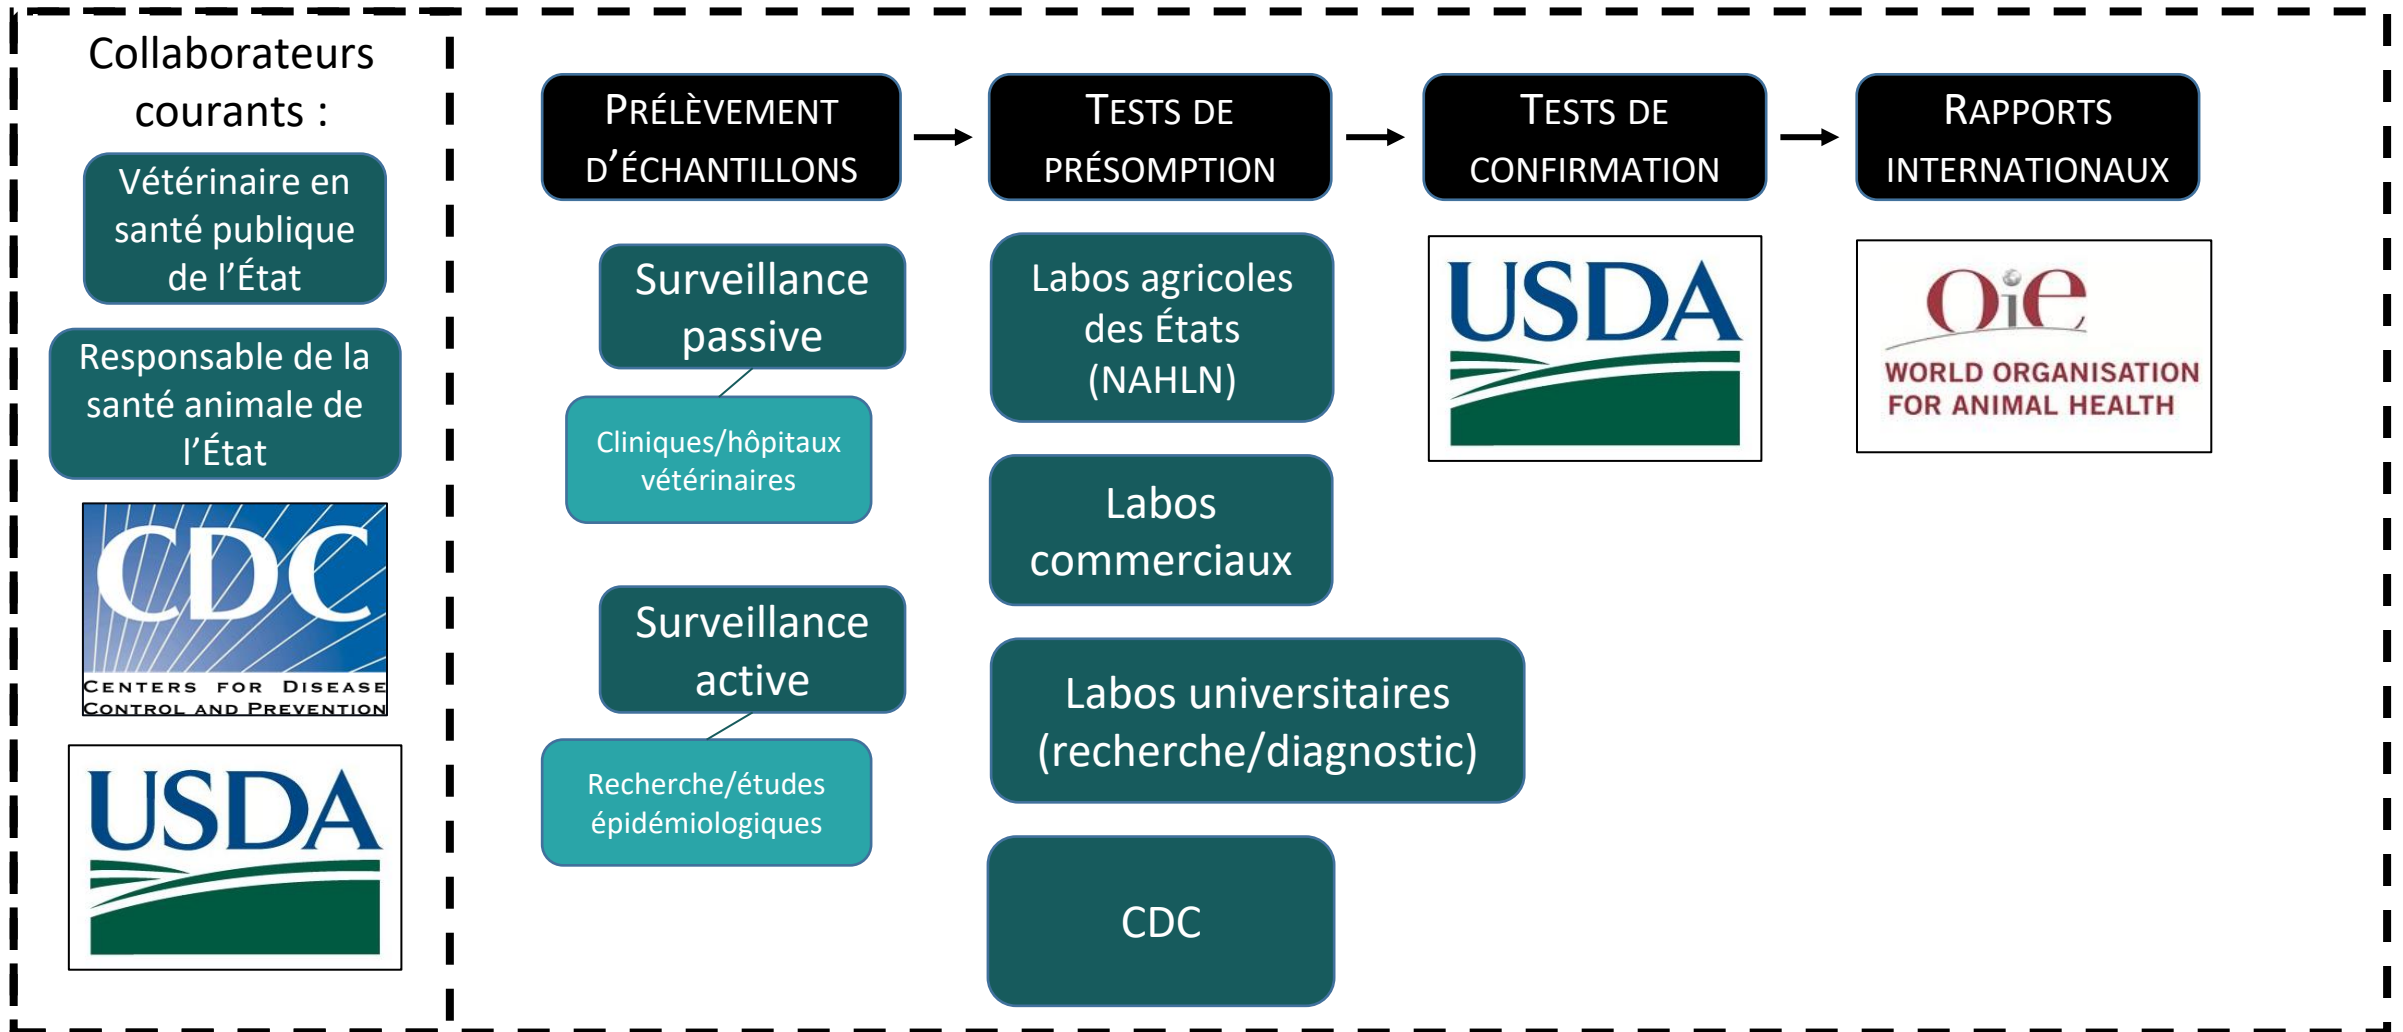 Collaborateurs
courants :
Vétérinaire en
santé publique
de l’État
Responsable de la
santé animale de
l’État
CDC
CENTERS FOR DISEASE
CONTROL AND PREVENTION
USDA
PRÉLÈVEMENT
D’ÉCHANTILLONS
Surveillance
passive
Cliniques/hôpitaux
vétérinaires
Surveillance
active
Recherche/études
épidémiologiques
TESTS DE
PRÉSOMPTION
Labos agricoles
des États
(NAHLN)
Labos
commerciaux
Labos universitaires
(recherche/diagnostic)
CDC
TESTS DE
CONFIRMATION
USDA
RAPPORTS
INTERNATIONAUX
Oie
WORLD ORGANISATION
FOR ANIMAL HEALTH